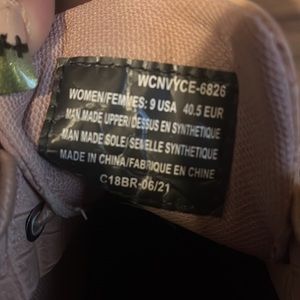 WCNVYCE-6826
WOMEN/FEMMES: 9 USA 40.5 EUR
MAN MADE UPPER/DESSUS EN SYNTHETIQUE
MAN MADE SOLE/SEMELLE SYNTHETIQUE
MADE IN CHINA/FABRIQUE EN CHINE
C18BR-06/21